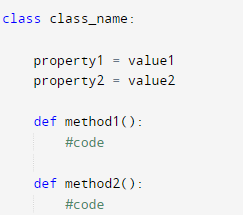 class class_name:
property1 = value1
property2 = value2
def method1():
#code
def method2():
#code